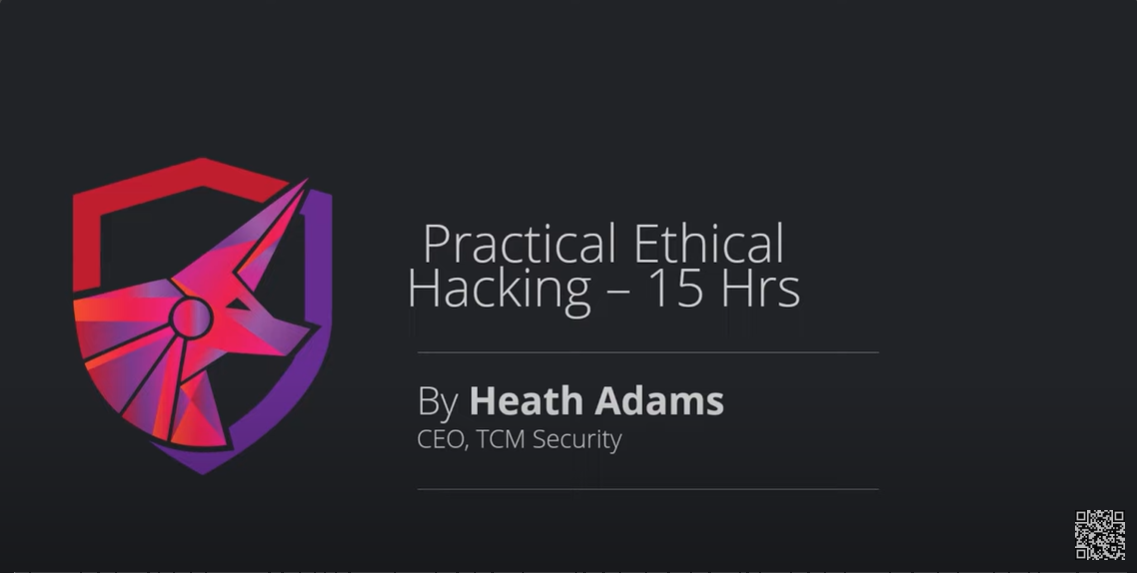 Practical Ethical
Hacking – 15 Hrs
By Heath Adams
CEO, TCM Security